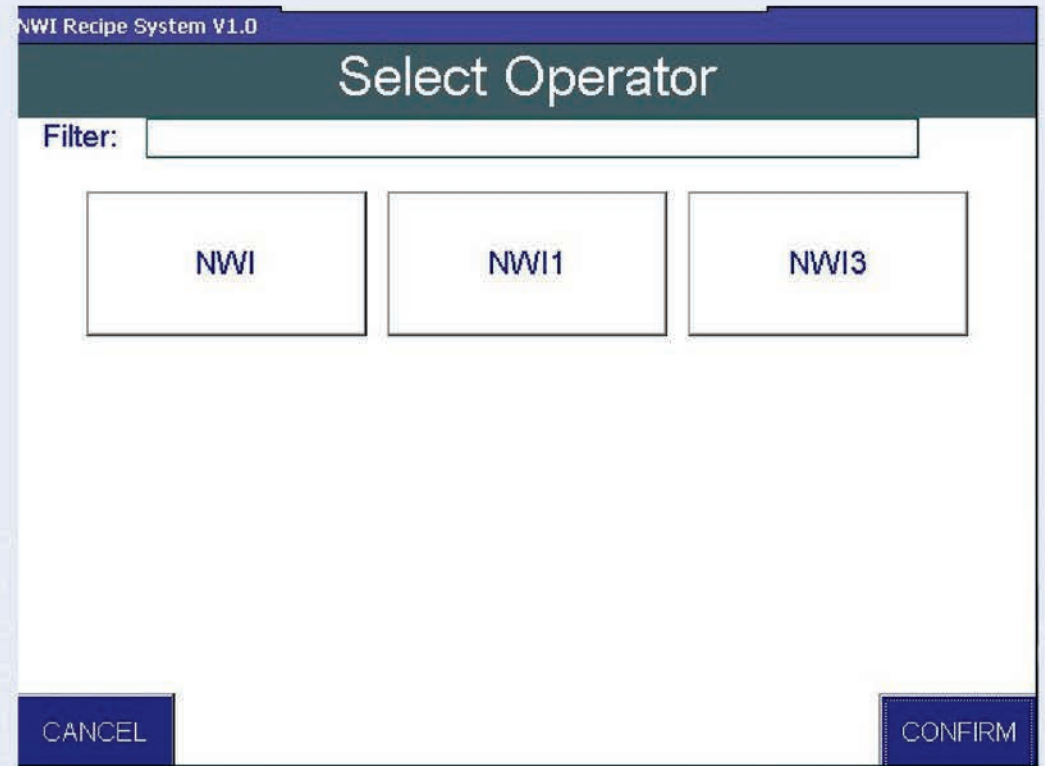 NWI Recipe System V1.0
Select Operator
Filter:
NWI NWI1 NWI3
CANCEL CONFIRM